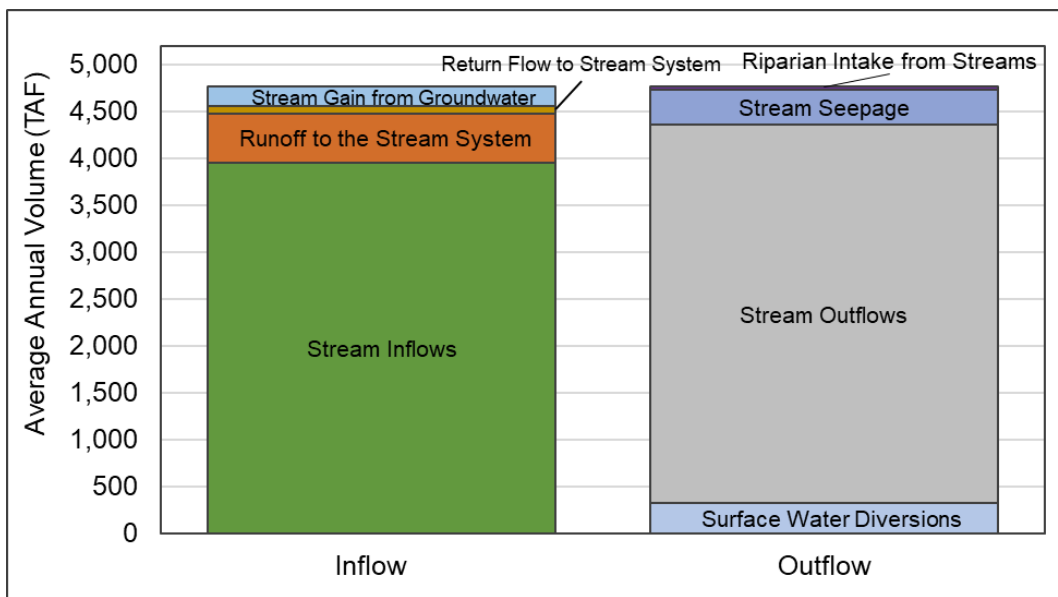 Average Annual Volume (TAF)
5,000
4,500
4,000
3,500
3,000
2,500
2,000
1,500
1,000
500
0
Return Flow to Stream System
Riparian Intake from Streams
Stream Gain from Groundwater
Stream Seepage
Runoff to the Stream System
Stream Inflows
Stream Outflows
Surface Water Diversions
Inflow
Outflow